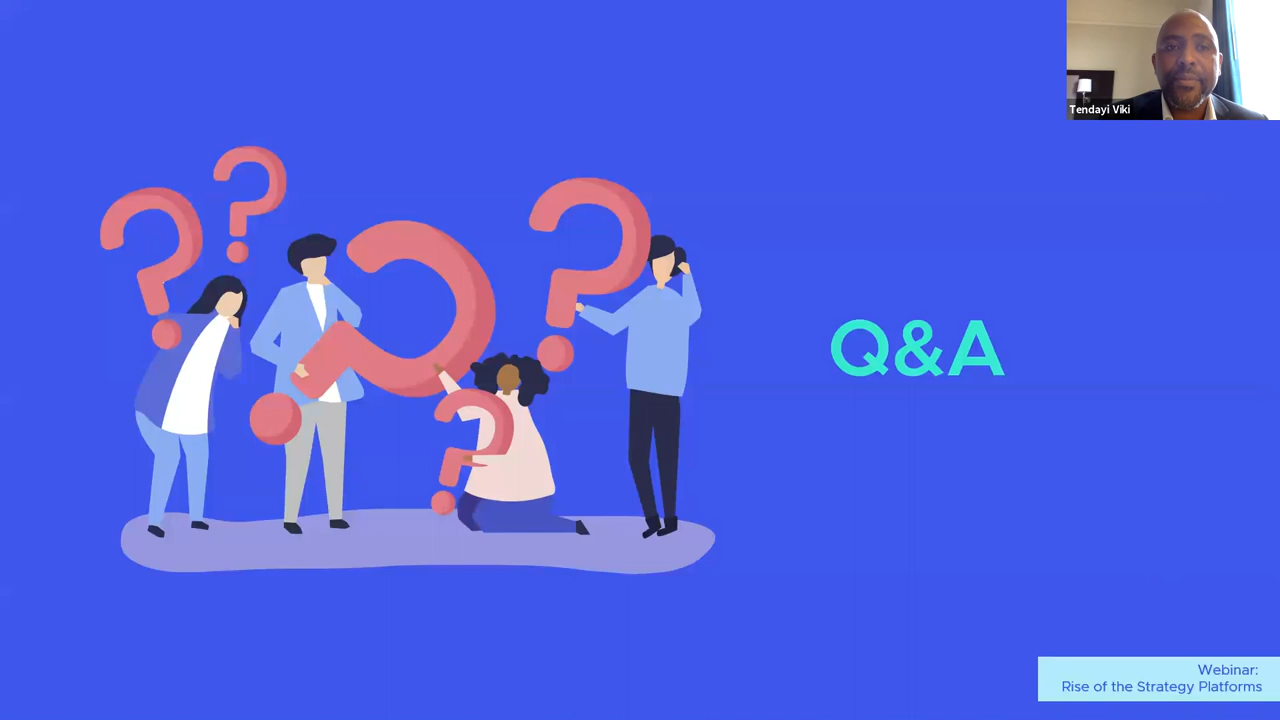 Tendayi Viki
Q&A
Webinar:
Rise of the Strategy Platforms